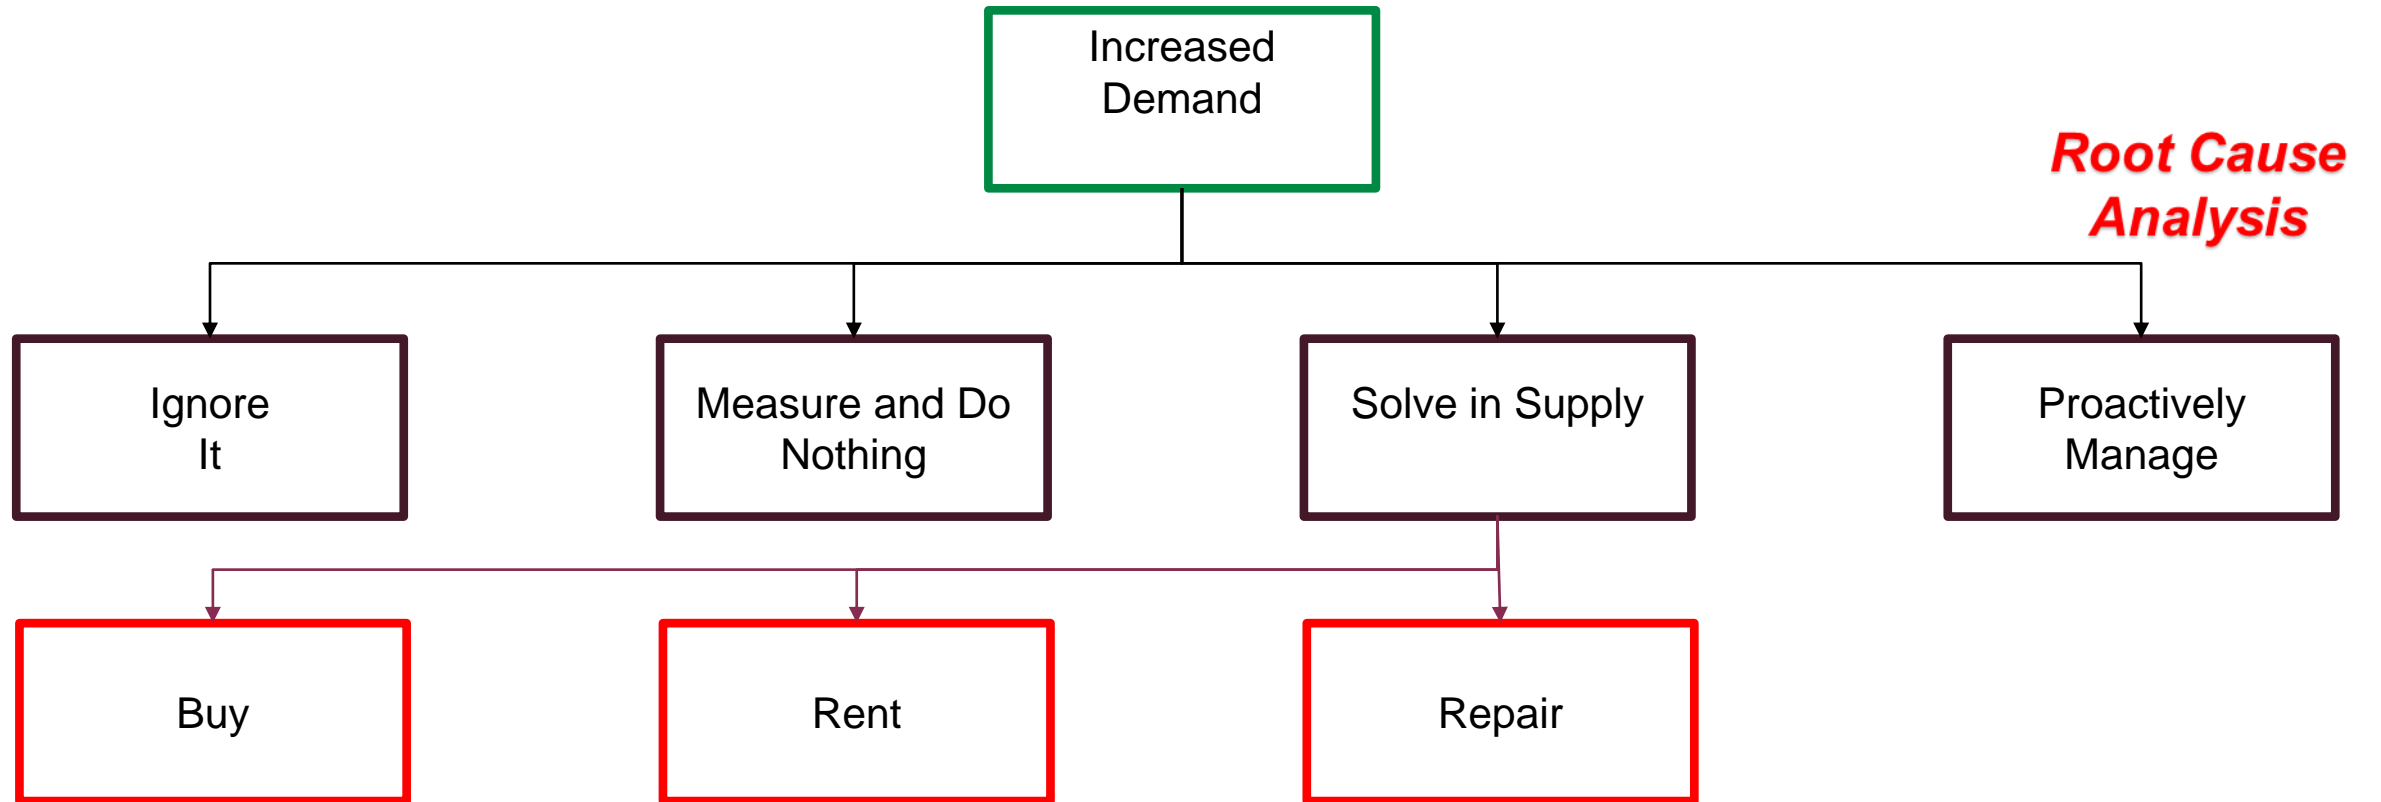 Increased
Demand
Root Cause
Analysis
Ignore
It
Measure and Do
Nothing
Solve in Supply
Proactively
Manage
Buy
Rent
Repair